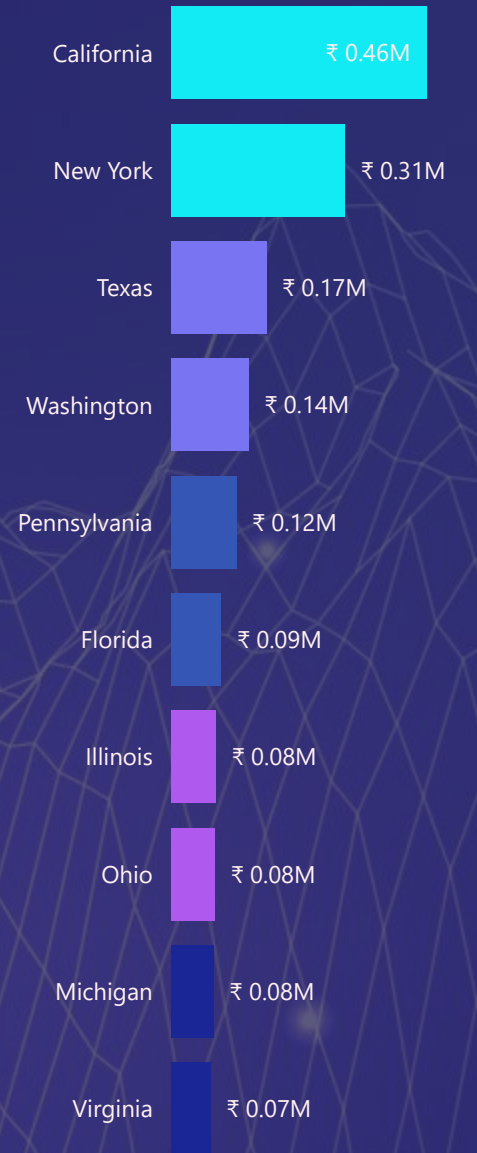 California ₹ 0.46M
New York ₹ 0.31M
Texas ₹ 0.17M
Washington ₹ 0.14M
Pennsylvania ₹ 0.12M
Florida ₹ 0.09M
Illinois ₹ 0.08M
Ohio ₹ 0.08M
Michigan ₹ 0.08M
Virginia ₹ 0.07M